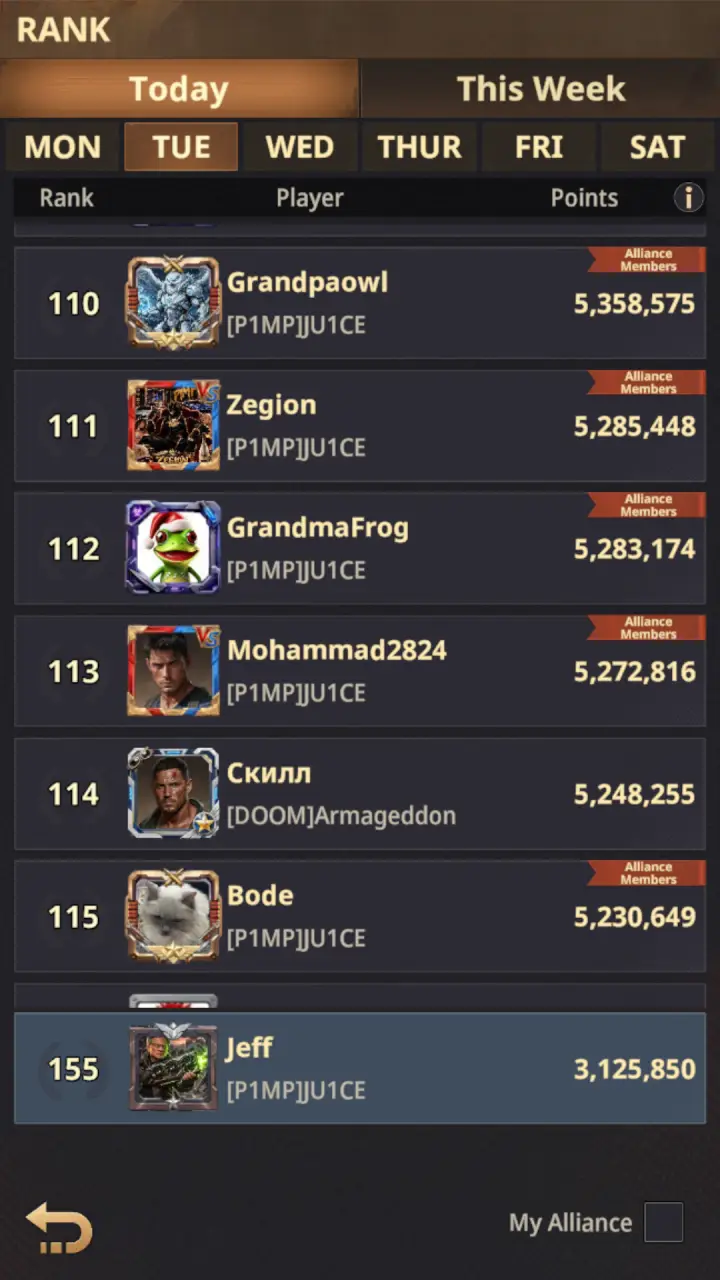 RANK
Today This Week
MON TUE WED THUR FRI SAT
Rank Player Points i
Alliance
Members
110 Grandpaowl 5,358,575
[P1MP]JU1CE
Alliance
Members
VS
111 Zegion 5,285,448
[P1MP]JU1CE
ZEGION
Alliance
Members
112 GrandmaFrog 5,283,174
[P1MP]JU1CE
Alliance
Members
VS
113 Mohammad2824 5,272,816
[P1MP]JU1CE
114 Скилл 5,248,255
[DOOM]Armageddon
Alliance
Members
115 Bode 5,230,649
[P1MP]JU1CE
155 Jeff 3,125,850
[P1MP]JU1CE
My Alliance